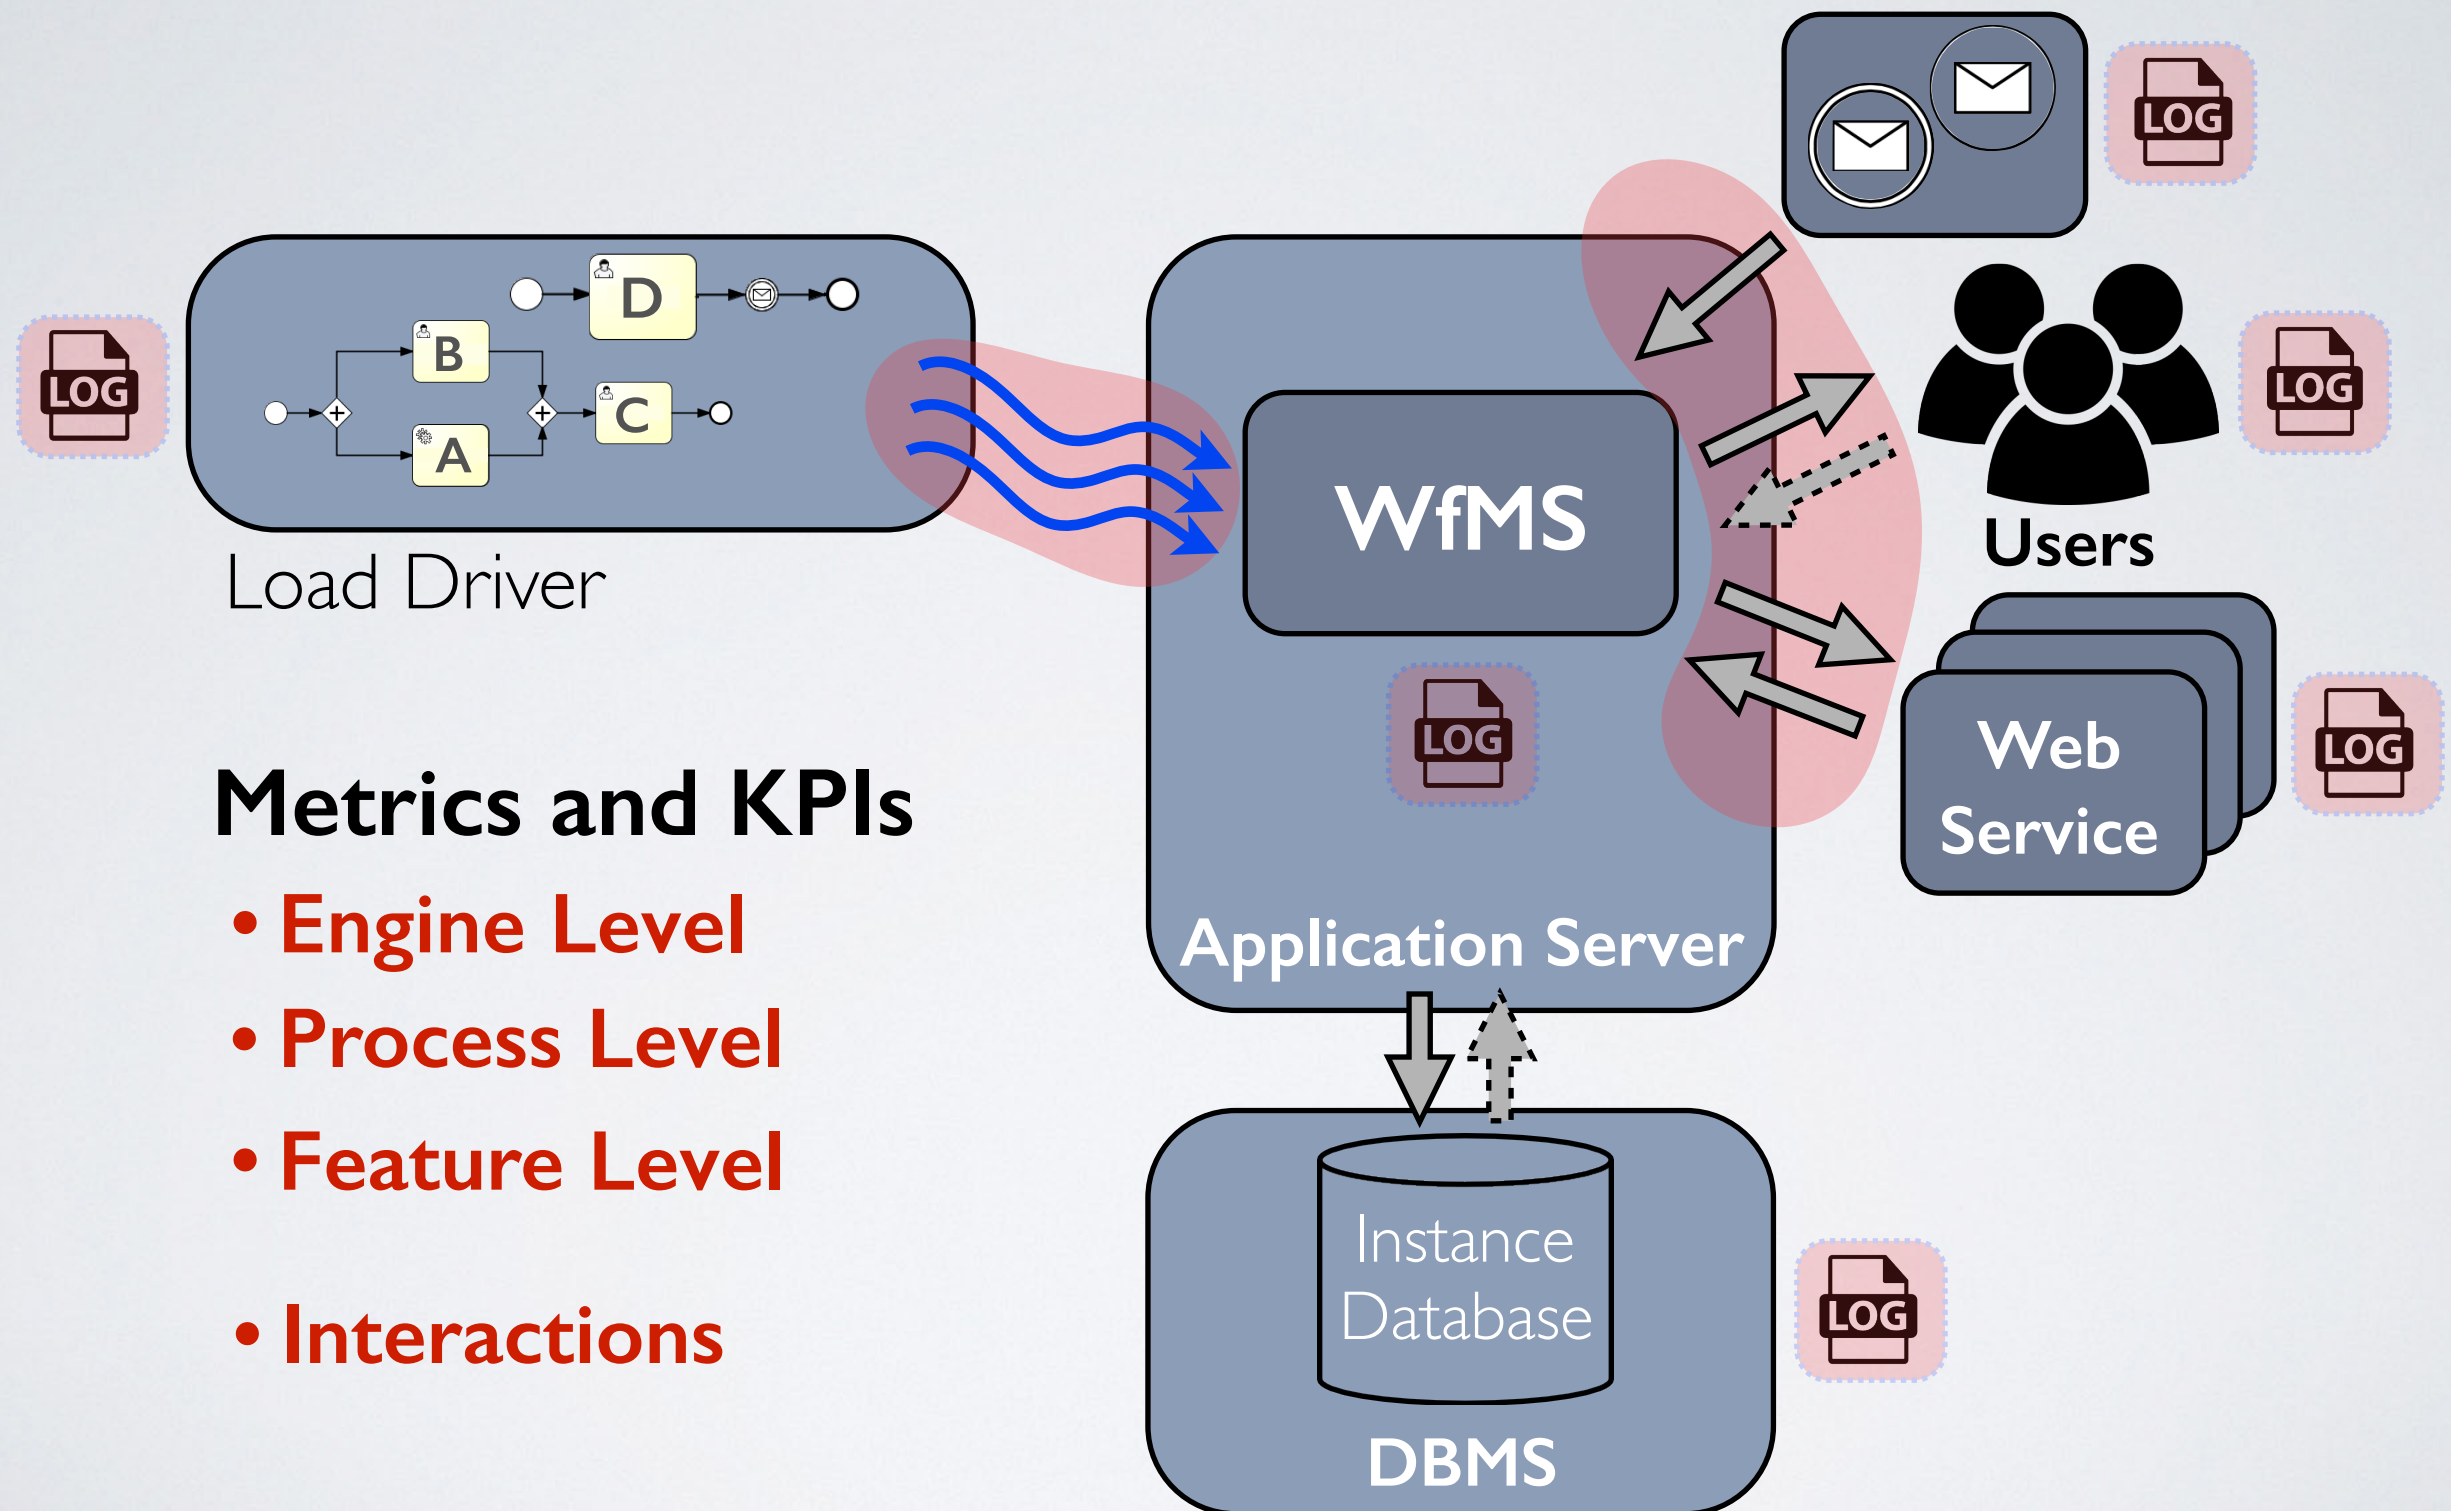 LOG
D
B
LOG
C
A
LOG
WfMS
LOG
Users
Load Driver
LOG
LOG
Web
Service
Application Server
Metrics and KPIs
• Engine Level
• Process Level
• Feature Level
• Interactions
Instance
Database
LOG
DBMS